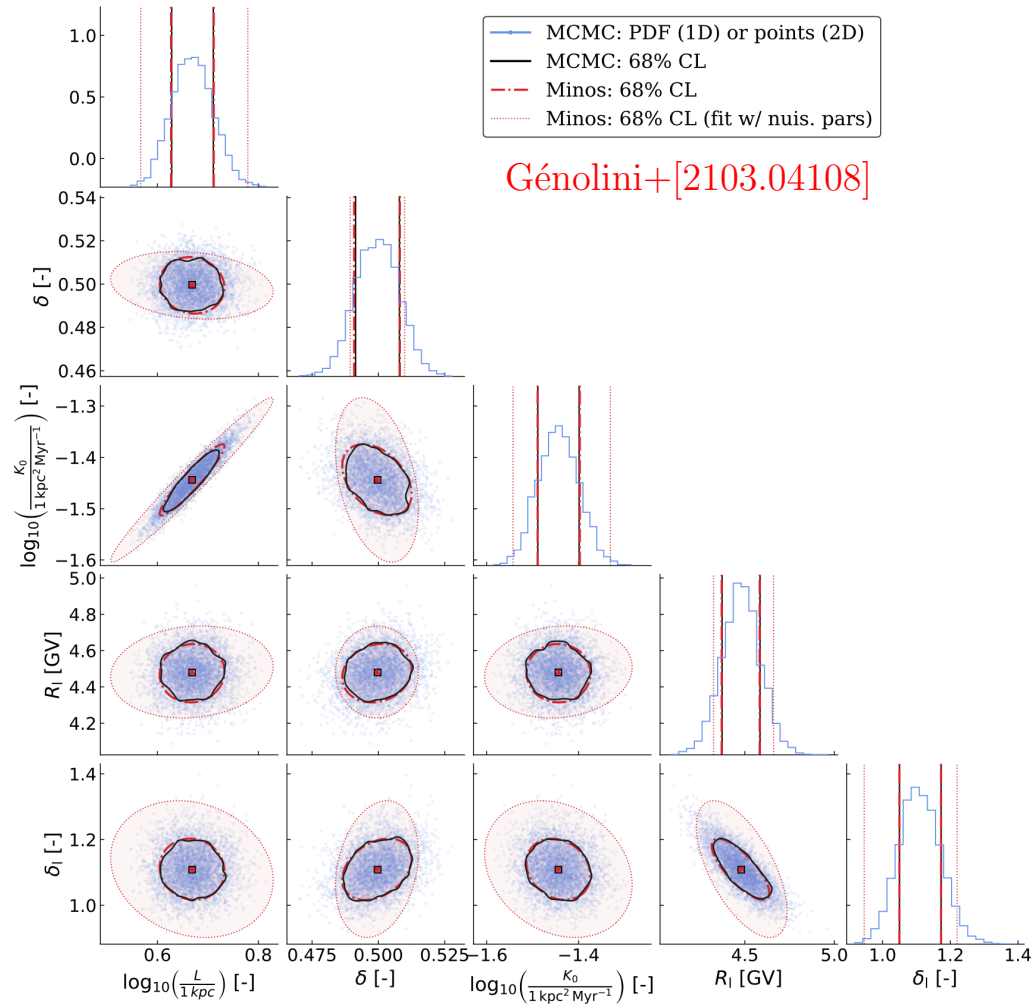 MCMC: PDF (1D) or points (2D)
MCMC: 68% CL
Minos: 68% CL
Minos: 68% CL (fit w/ nuis. pars)
Génolini+[2103.04108]
1.0
0.5
0.0
0.54
0.52
0.50
0.48
0.46
δ [-]
−1.3
−1.4
−1.5
−1.6
log₁₀(K₀ / 1 kpc² Myr⁻¹) [-]
5.0
4.8
4.6
4.4
4.2
R_l [GV]
1.4
1.2
1.0
δ_l [-]
0.6 0.8 0.475 0.500 0.525 −1.6 −1.4 4.5 5.0 1.0 1.2 1.4
log₁₀(L / 1 kpc) [-] δ [-] log₁₀(K₀ / 1 kpc² Myr⁻¹) [-] R_l [GV] δ_l [-]